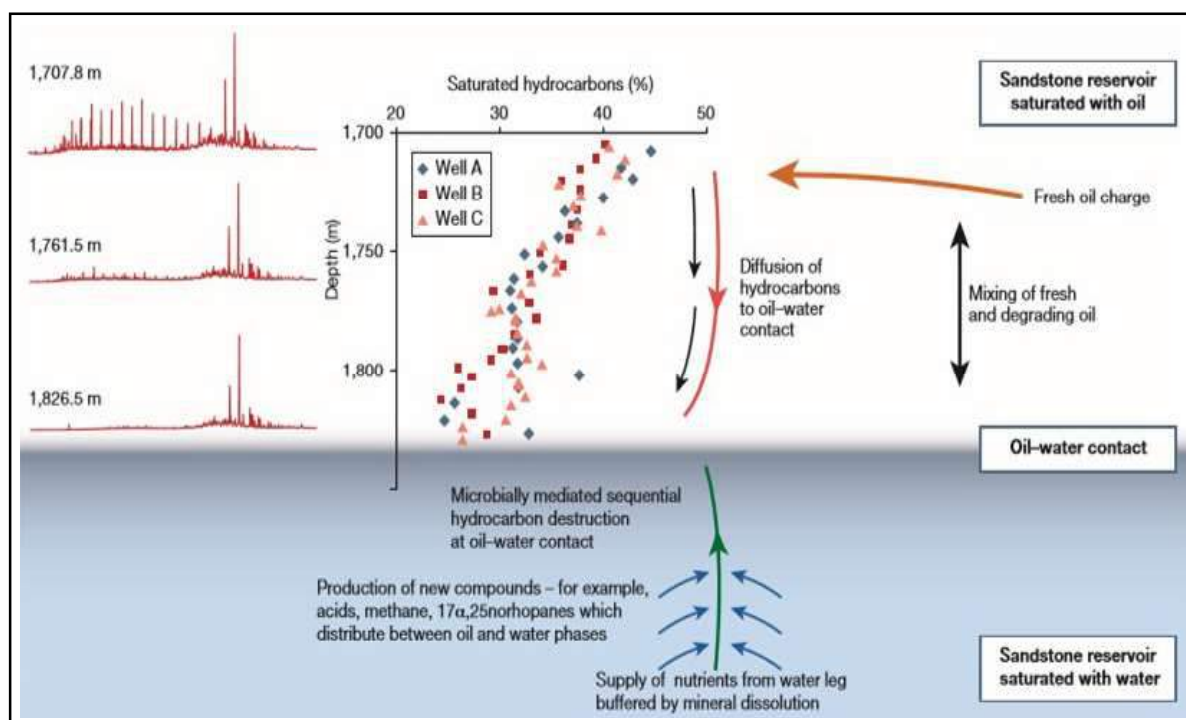 1,707.8 m
1,761.5 m
1,826.5 m
Saturated hydrocarbons (%)
20 30 40 50
Depth (m)
1,700
1,750
1,800
Well A
Well B
Well C
Sandstone reservoir
saturated with oil
Fresh oil charge
Diffusion of
hydrocarbons
to oil–water
contact
Mixing of fresh
and degrading oil
Oil–water contact
Microbially mediated sequential
hydrocarbon destruction
at oil–water contact
Production of new compounds – for example,
acids, methane, 17α,25norhopanes which
distribute between oil and water phases
Supply of nutrients from water leg
buffered by mineral dissolution
Sandstone reservoir
saturated with water